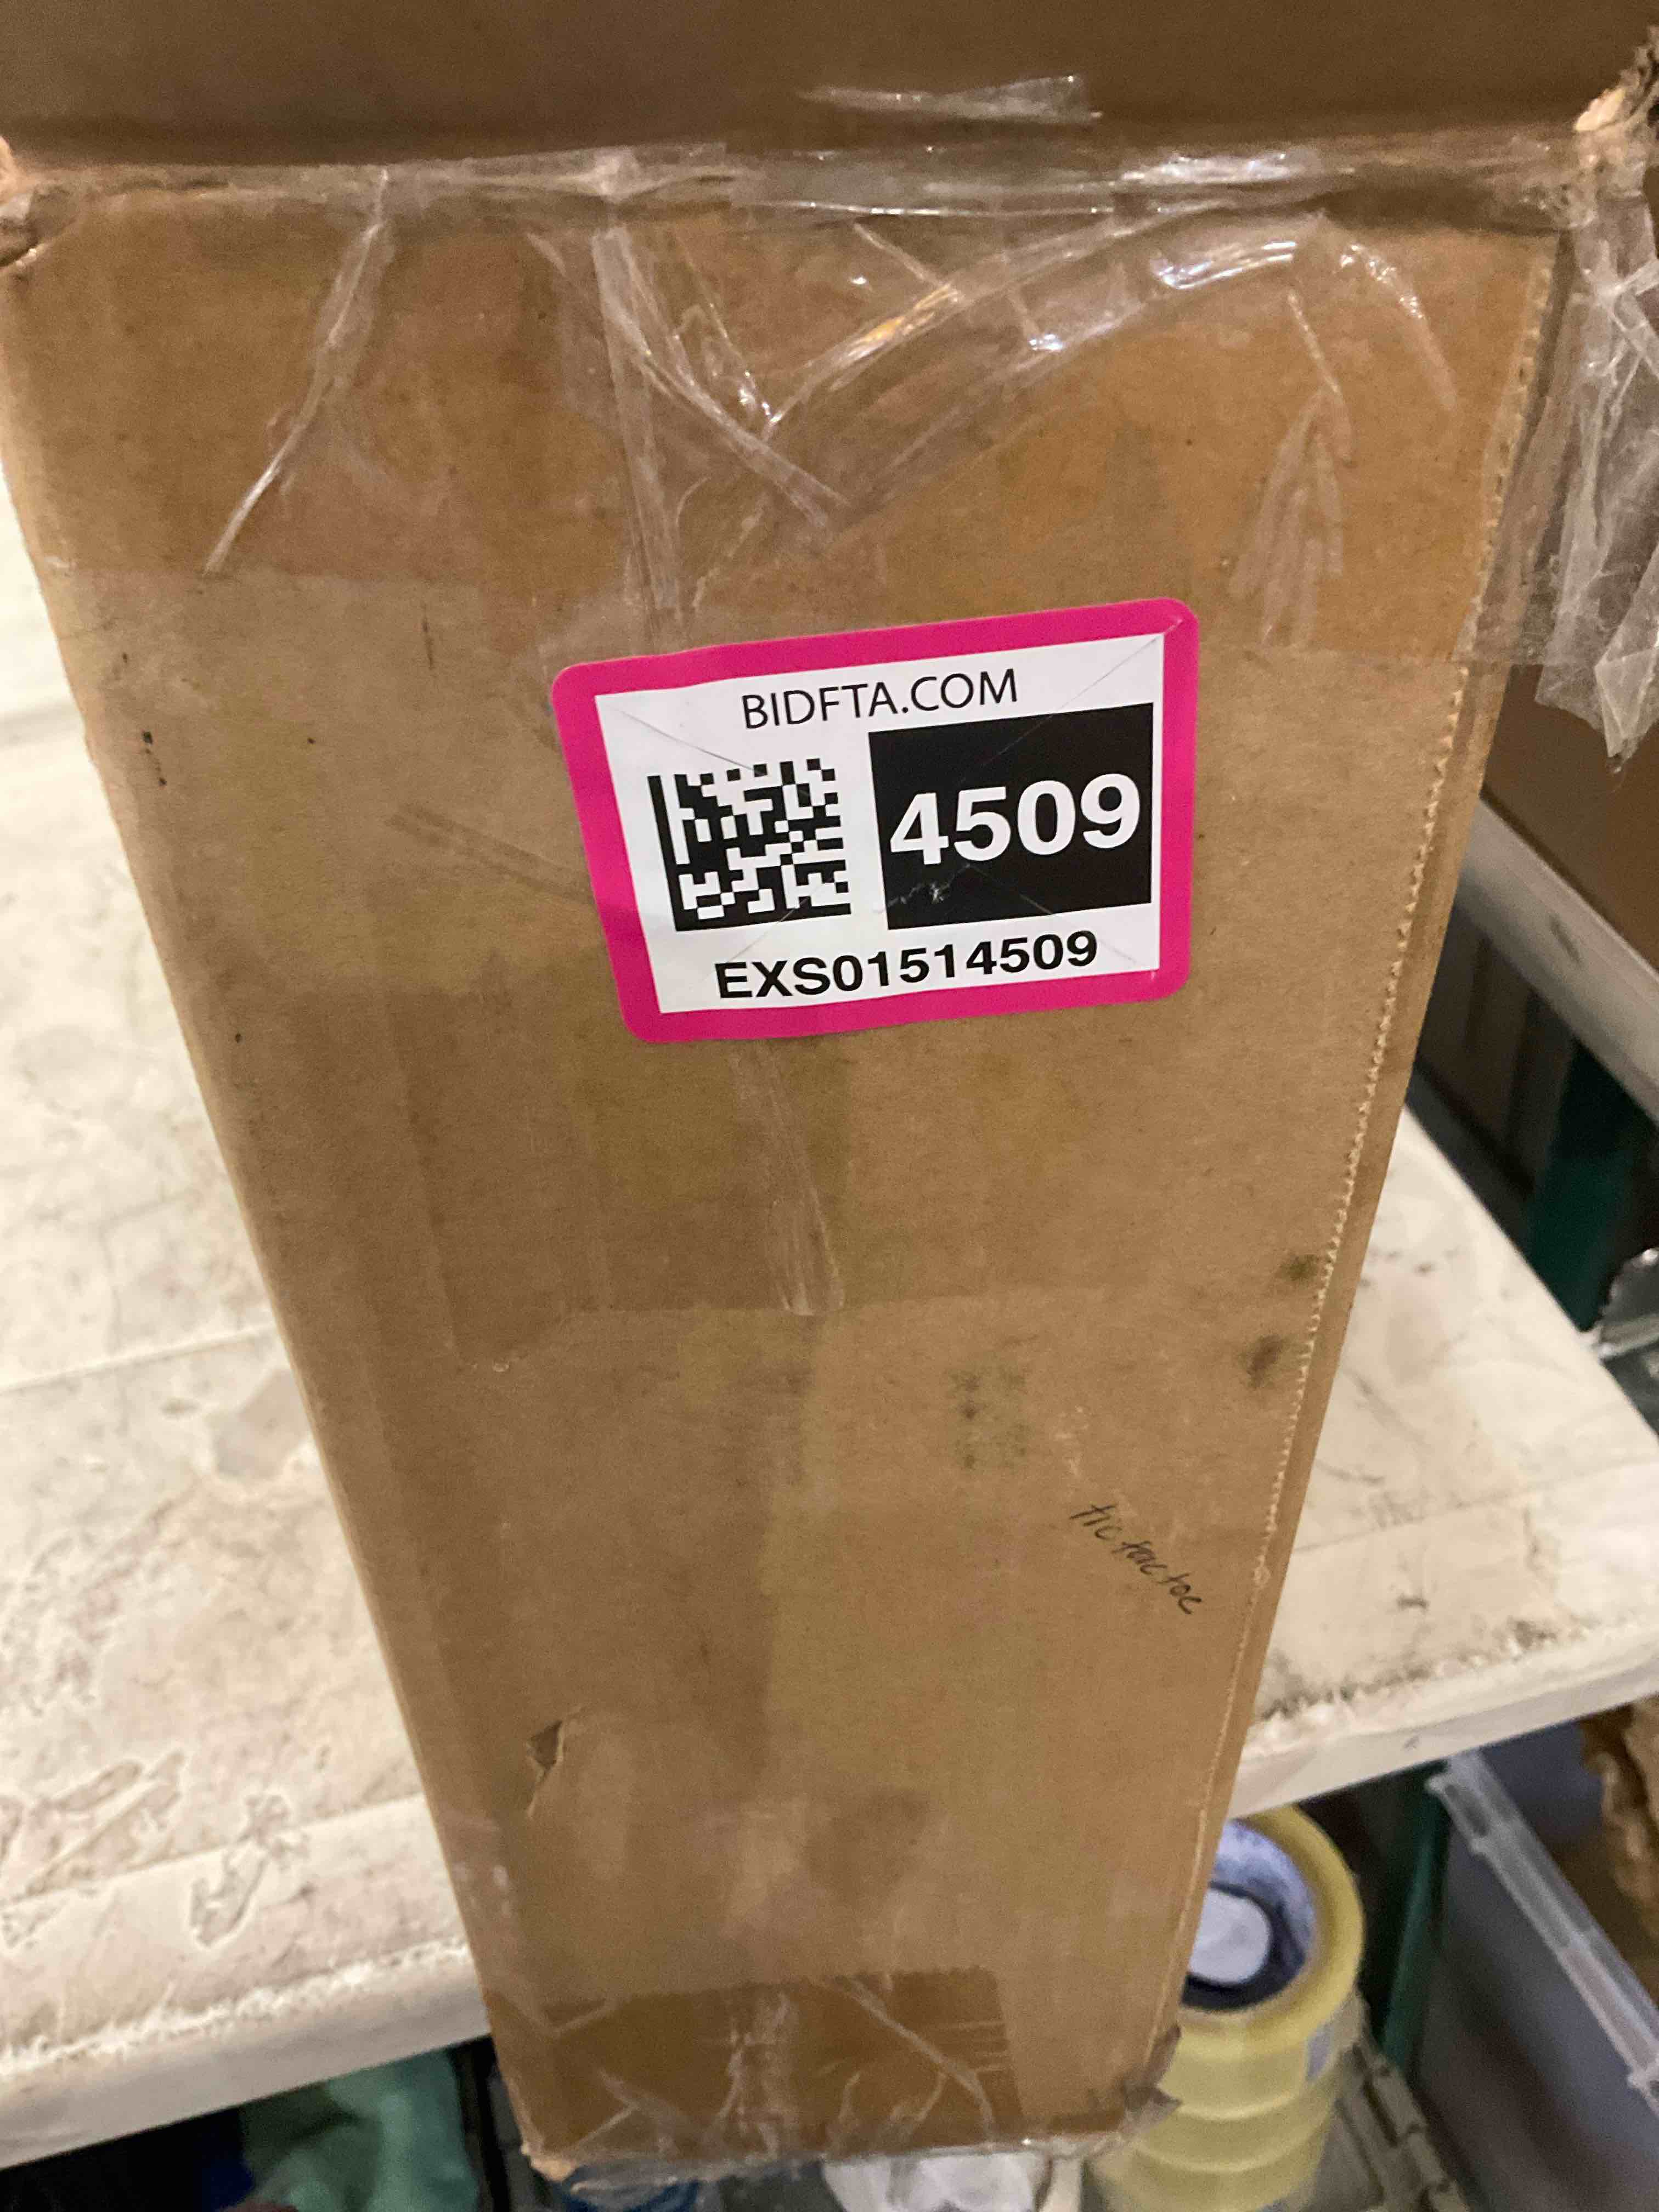 BIDFTA.COM
4509
EXS01514509
tic tac toe